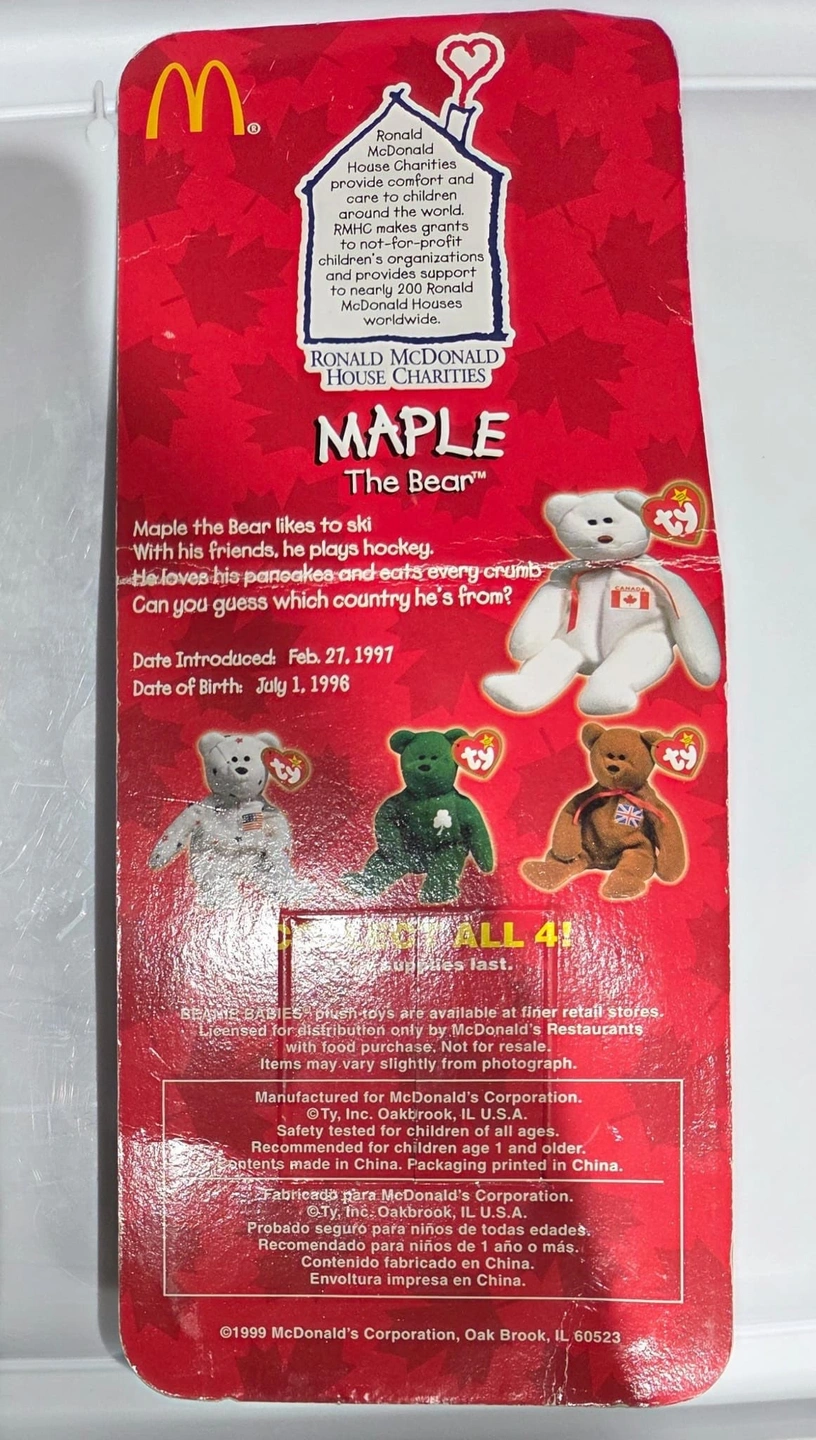 M®
Ronald
McDonald
House Charities
provide comfort and
care to children
around the world.
RMHC makes grants
to not-for-profit
children's organizations
and provides support
to nearly 200 Ronald
McDonald Houses
worldwide.
RONALD MCDONALD
HOUSE CHARITIES
MAPLE
The Bear™
Maple the Bear likes to ski
With his friends, he plays hockey.
He loves his pancakes and eats every crumb
Can you guess which country he's from?
ty
CANADA
Date Introduced: Feb. 27, 1997
Date of Birth: July 1, 1996
ty
ty
ty
COLLECT ALL 4!
supplies last.
BEANIE BABIES plush toys are available at finer retail stores.
Licensed for distribution only by McDonald's Restaurants
with food purchase. Not for resale.
Items may vary slightly from photograph.
Manufactured for McDonald's Corporation.
©Ty, Inc. Oakbrook, IL U.S.A.
Safety tested for children of all ages.
Recommended for children age 1 and older.
Contents made in China. Packaging printed in China.
Fabricado para McDonald's Corporation.
©Ty, Inc. Oakbrook, IL U.S.A.
Probado seguro para niños de todas edades.
Recomendado para niños de 1 año o más.
Contenido fabricado en China.
Envoltura impresa en China.
©1999 McDonald's Corporation, Oak Brook, IL 60523